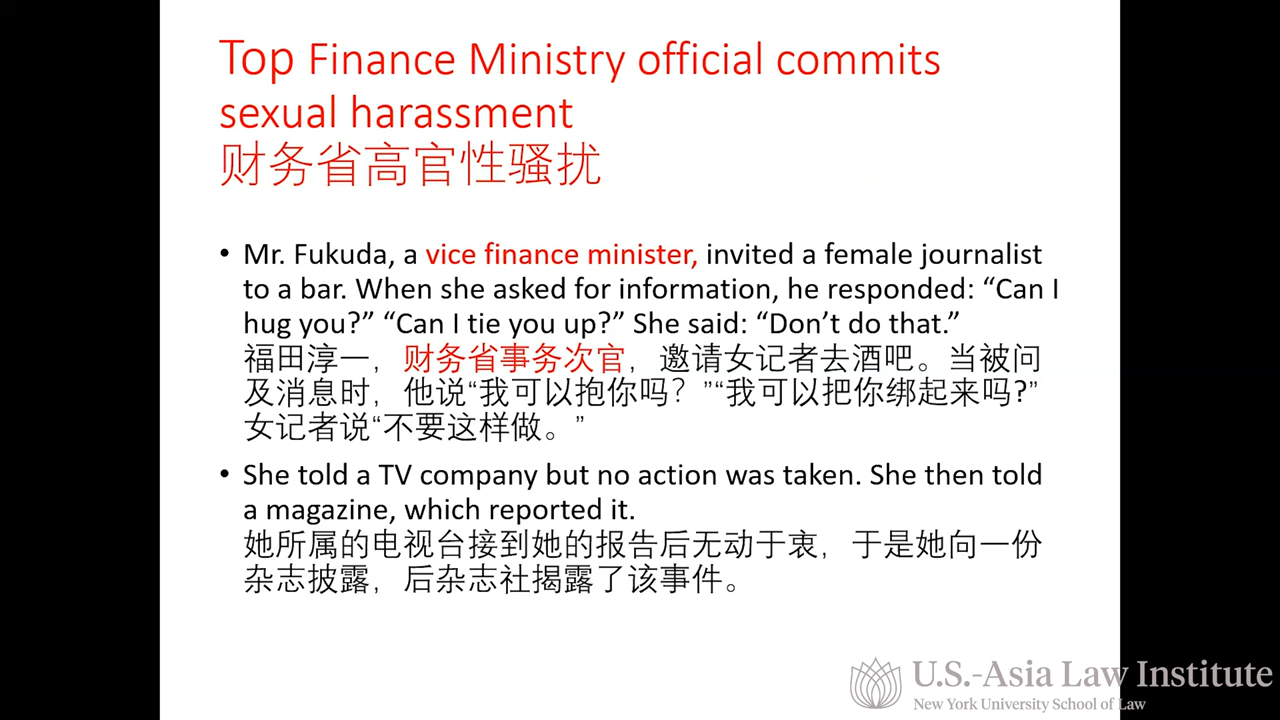 Top Finance Ministry official commits
sexual harassment
财务省高官性骚扰
• Mr. Fukuda, a vice finance minister, invited a female journalist
to a bar. When she asked for information, he responded: “Can I
hug you?” “Can I tie you up?” She said: “Don’t do that.”
福田淳一，财务省事务次官，邀请女记者去酒吧。当被问
及消息时，他说“我可以抱你吗？”“我可以把你绑起来吗?”
女记者说“不要这样做。”
• She told a TV company but no action was taken. She then told
a magazine, which reported it.
她所属的电视台接到她的报告后无动于衷，于是她向一份
杂志披露，后杂志社揭露了该事件。
U.S.-Asia Law Institute
New York University School of Law